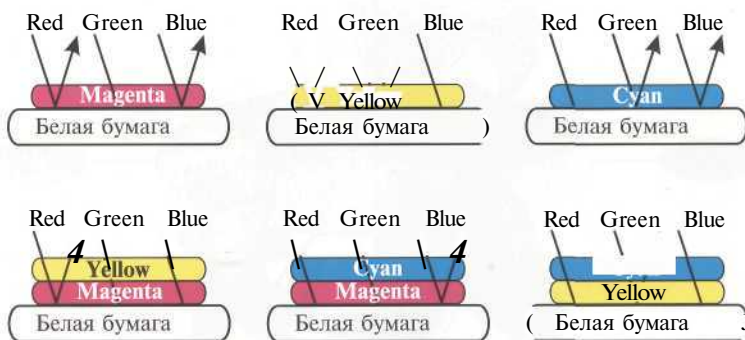 Red Green Blue
Magenta
Белая бумага
Red Green Blue
( V Yellow
Белая бумага )
Red Green Blue
Cyan
Белая бумага
Red Green Blue
4
Yellow
Magenta
Белая бумага
Red Green Blue
4
Cyan
Magenta
Белая бумага
Red Green Blue
Yellow
( Белая бумага